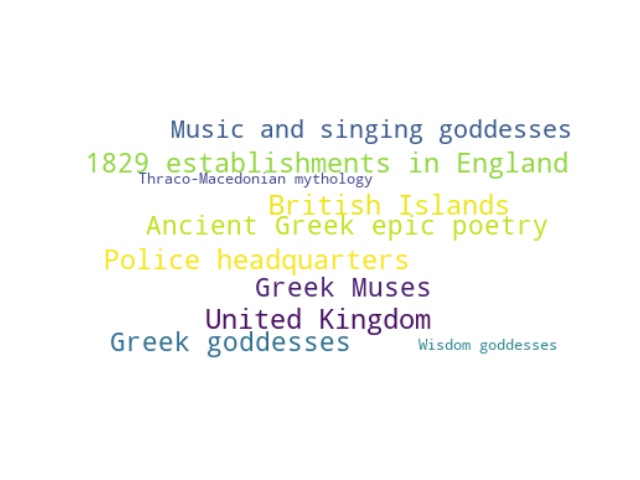 Music and singing goddesses
1829 establishments in England
Thraco-Macedonian mythology
British Islands
Ancient Greek epic poetry
Police headquarters
Greek Muses
United Kingdom
Greek goddesses
Wisdom goddesses